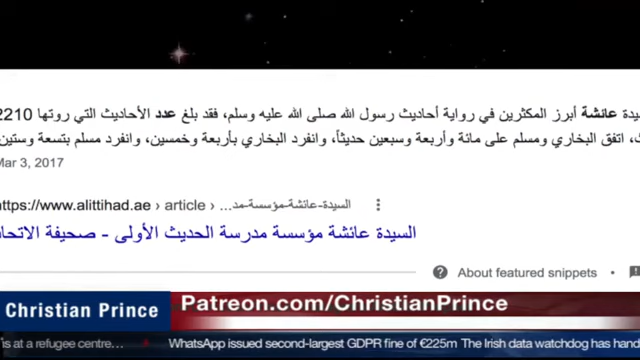 يدة عائشة أبرز المكثرين في رواية أحاديث رسول الله صلى الله عليه وسلم، فقد بلغ عدد الأحاديث التي روتها 2210
، اتفق البخاري ومسلم على مائة وأربعة وسبعين حديثاً، وانفرد البخاري بأربعة وخمسين، وانفرد مسلم بتسعة وستين
Mar 3, 2017
https://www.alittihad.ae › article › السيدة-عائشة-مؤسسة-مد...
السيدة عائشة مؤسسة مدرسة الحديث الأولى - صحيفة الاتحا
About featured snippets •
Christian Prince
Patreon.com/ChristianPrince
is at a refugee centre... WhatsApp issued second-largest GDPR fine of €225m The Irish data watchdog has hand